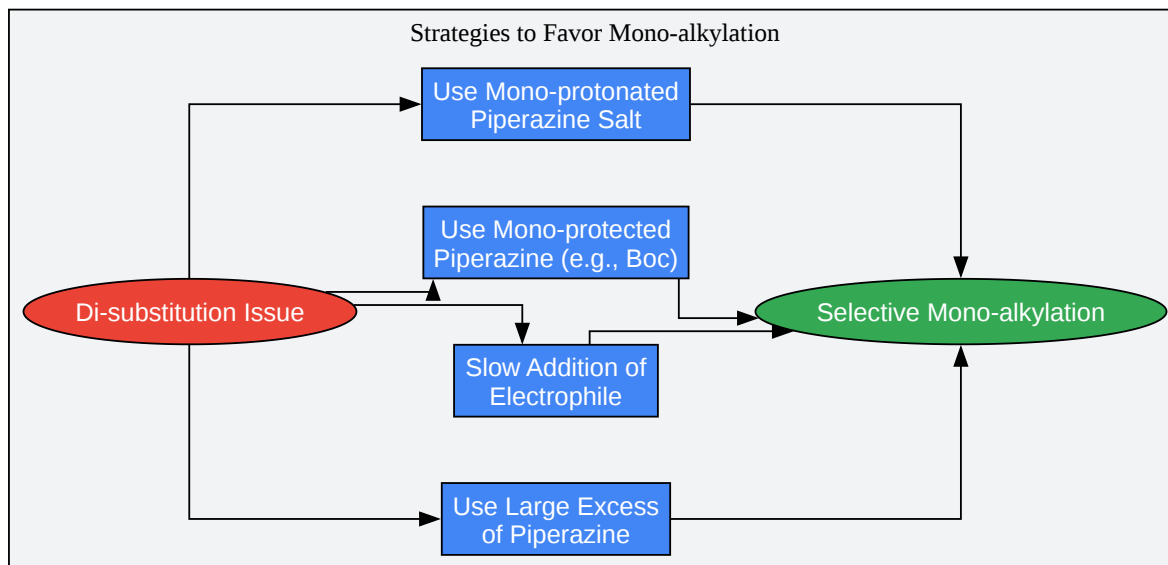 Strategies to Favor Mono-alkylation
Use Mono-protonated
Piperazine Salt
Use Mono-protected
Piperazine (e.g., Boc)
Di-substitution Issue
Selective Mono-alkylation
Slow Addition of
Electrophile
Use Large Excess
of Piperazine